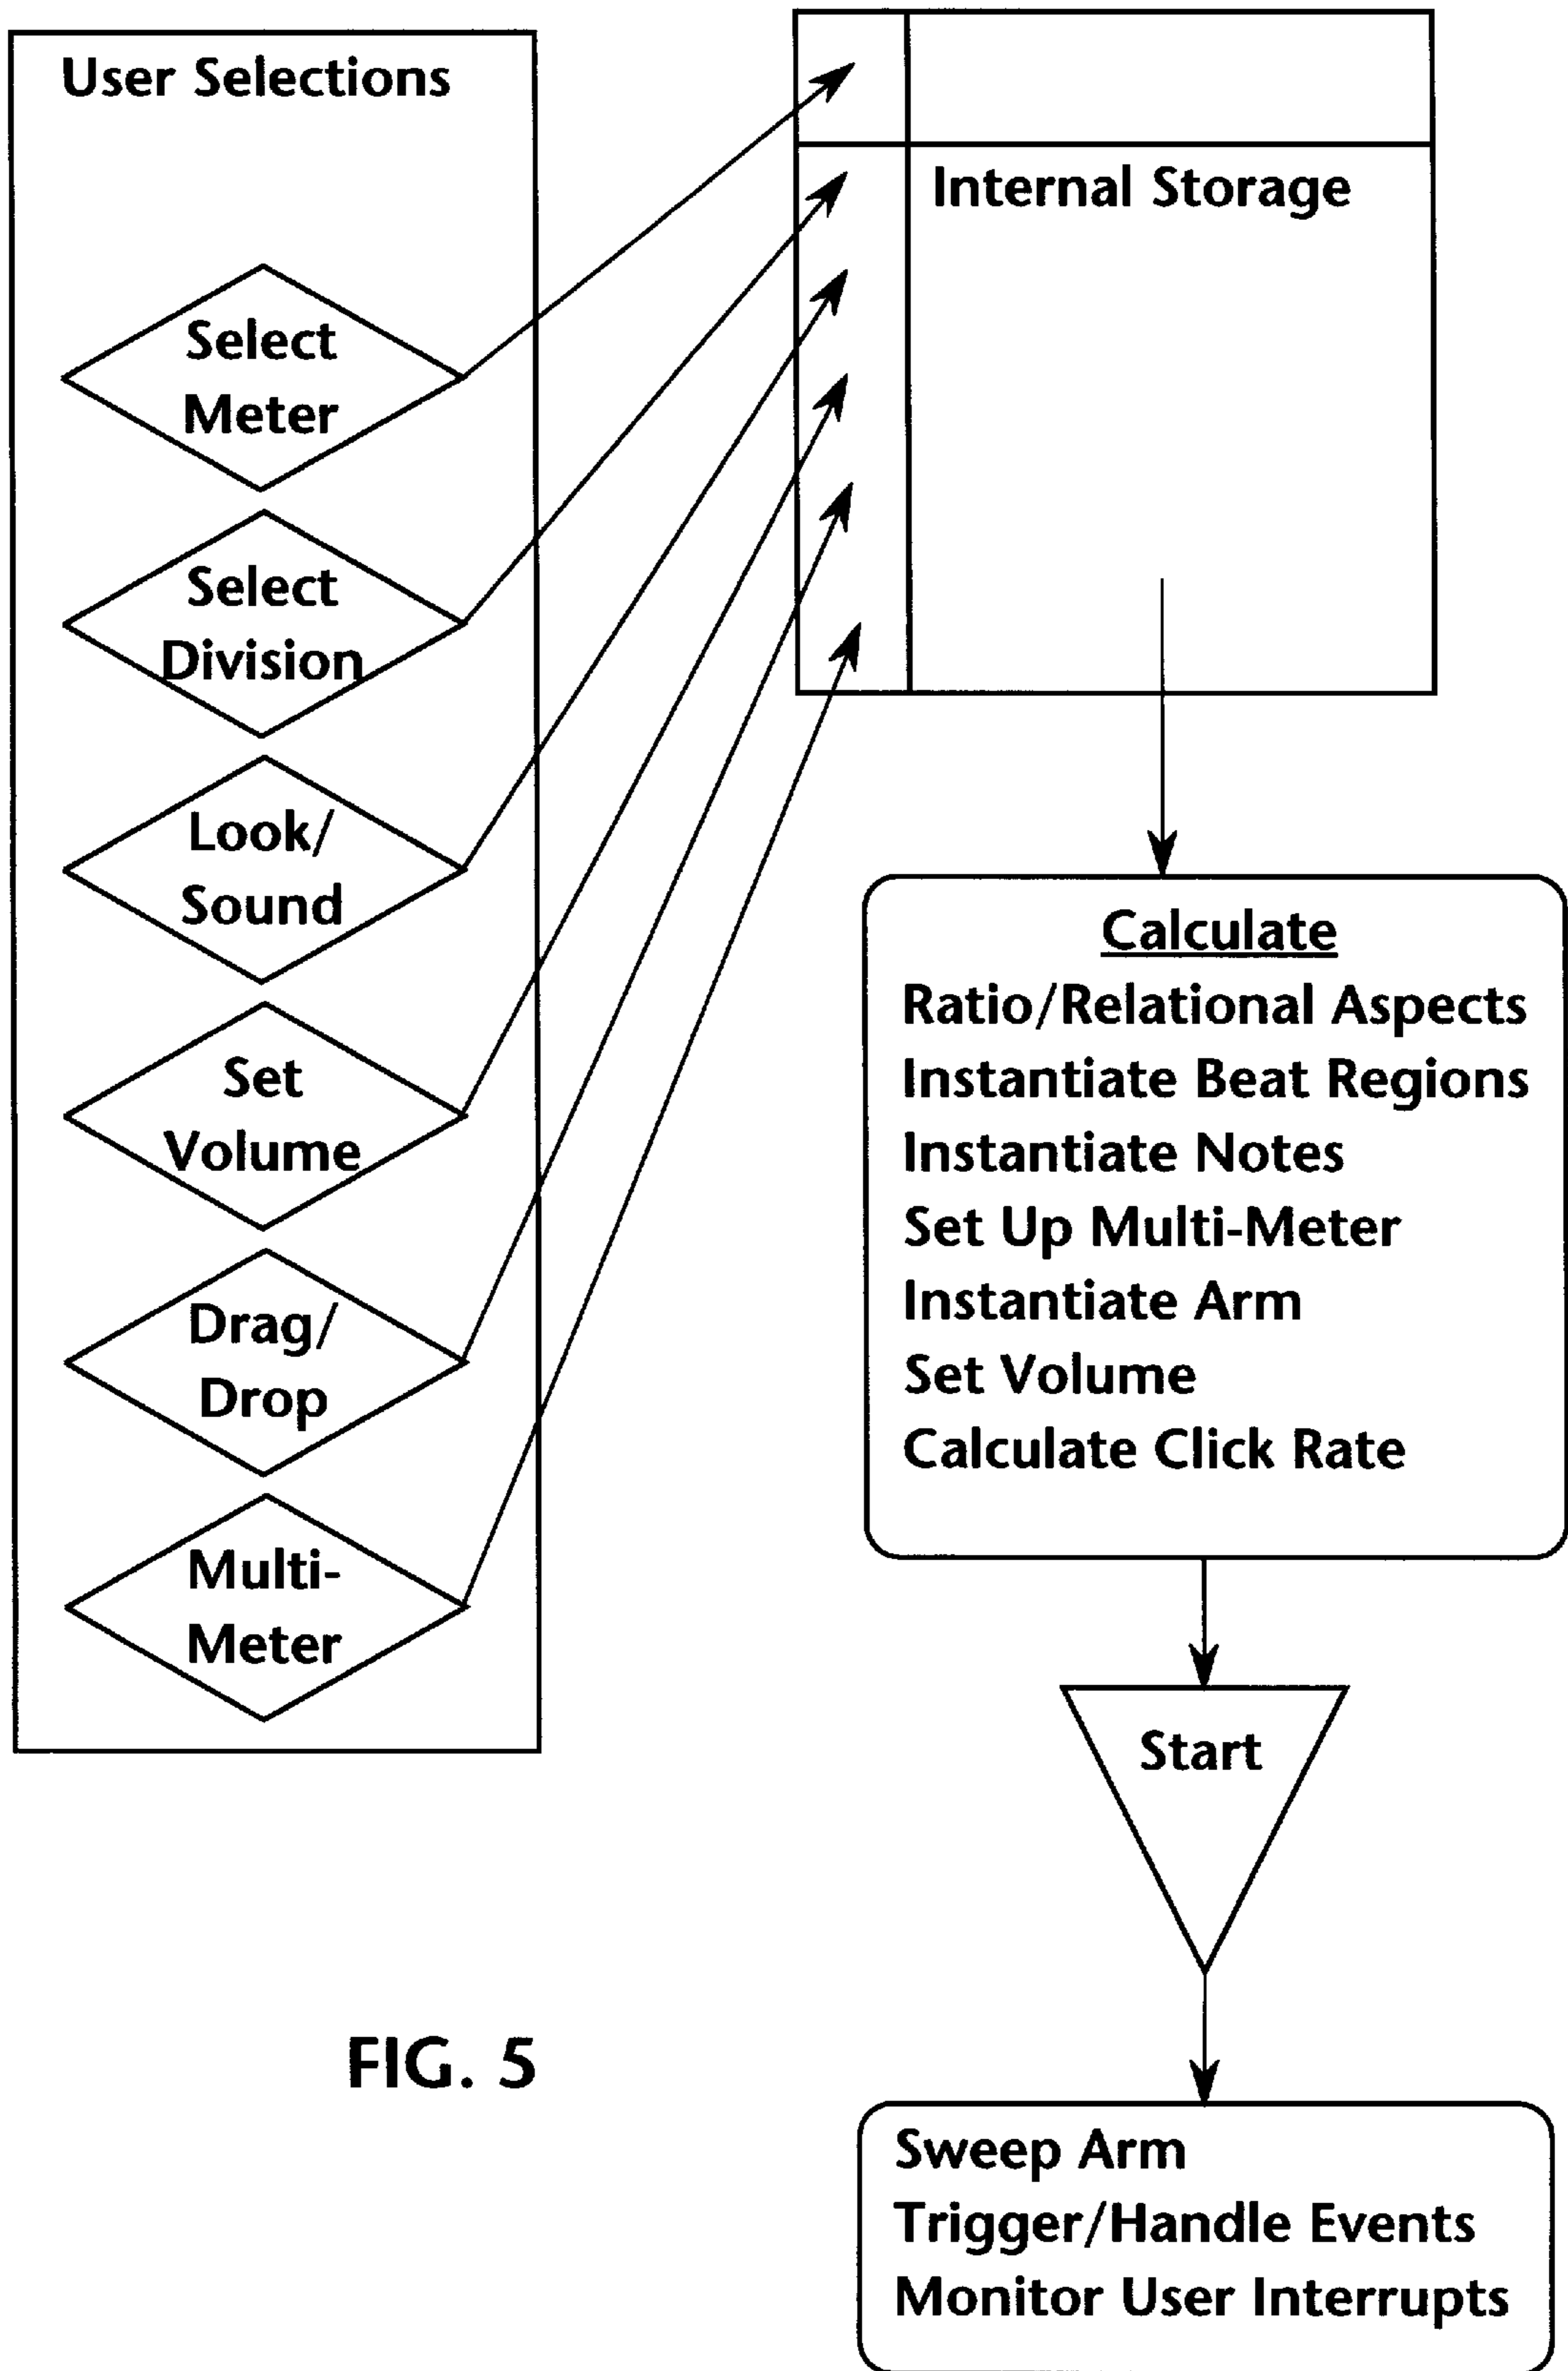 User Selections
Select
Meter
Select
Division
Look/
Sound
Set
Volume
Drag/
Drop
Multi-
Meter
Internal Storage
Calculate
Ratio/Relational Aspects
Instantiate Beat Regions
Instantiate Notes
Set Up Multi-Meter
Instantiate Arm
Set Volume
Calculate Click Rate
Start
Sweep Arm
Trigger/Handle Events
Monitor User Interrupts
FIG. 5